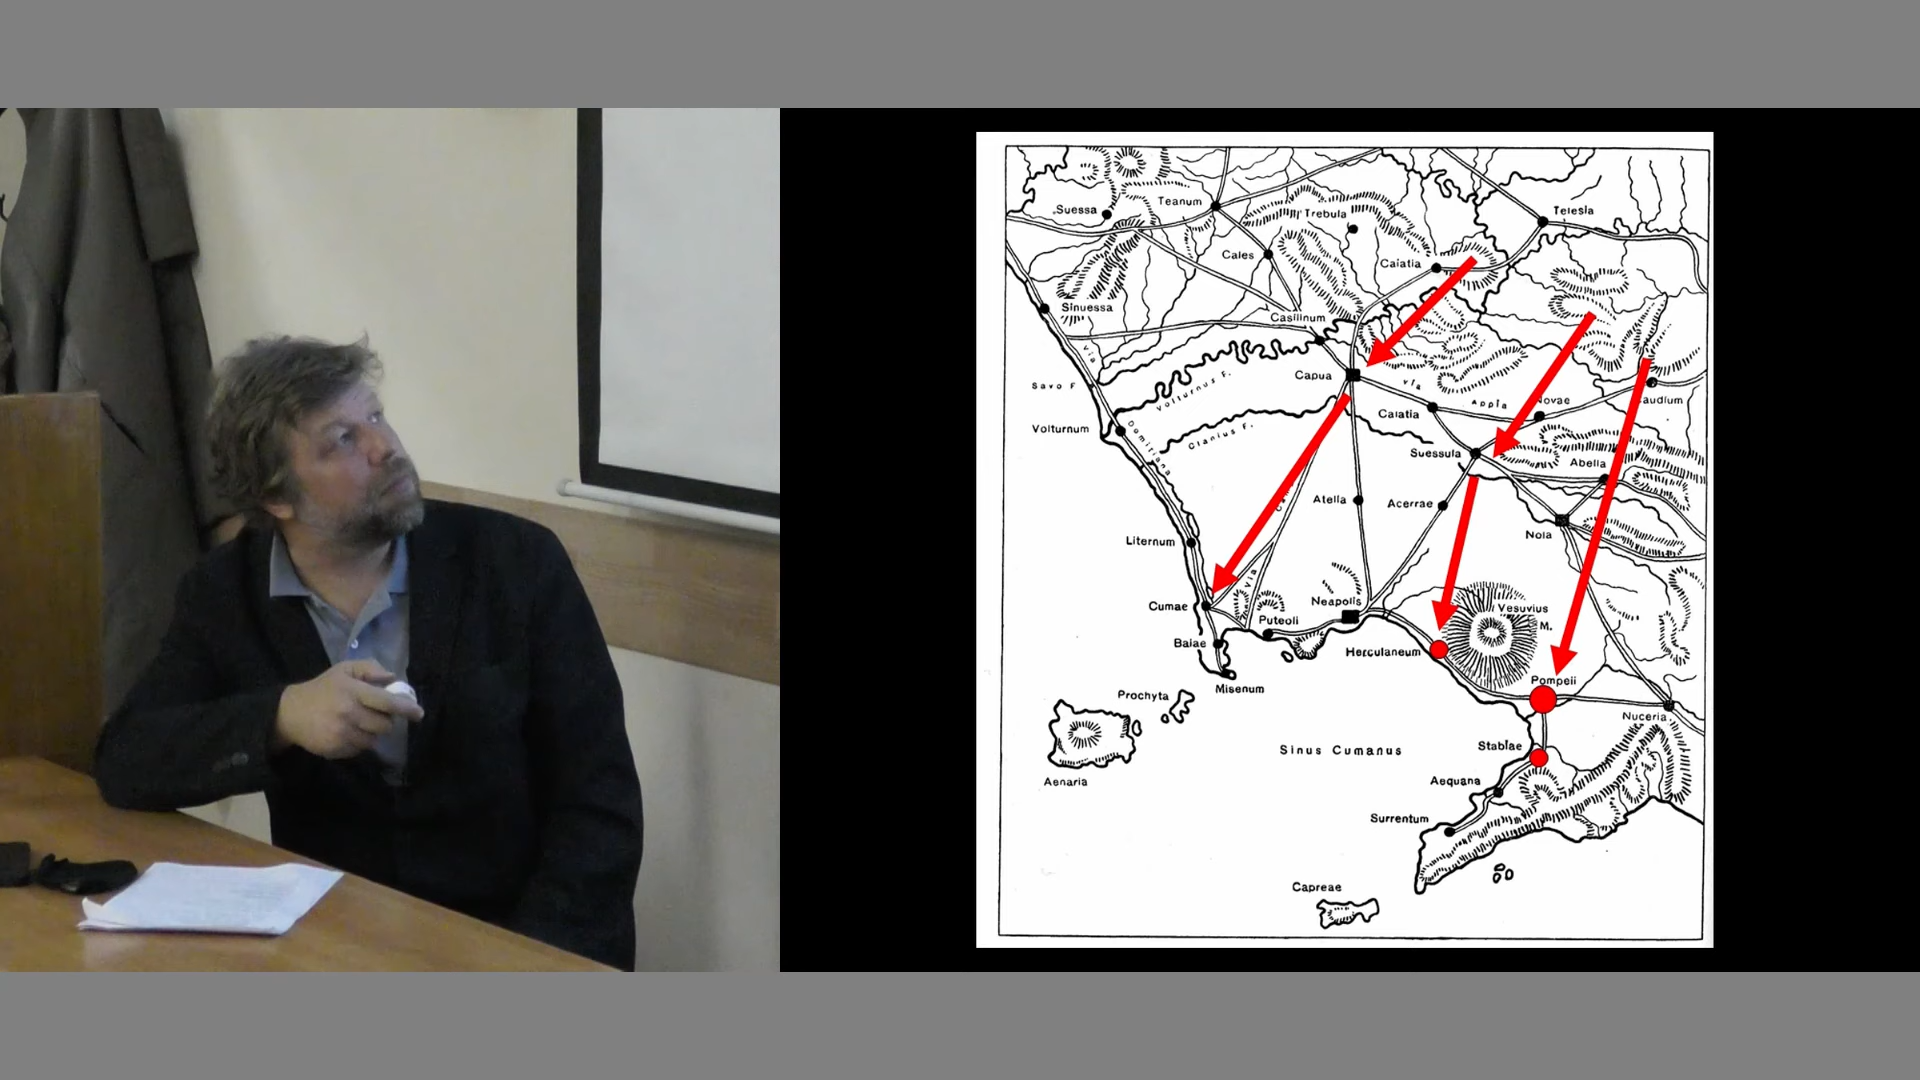 Suessa
Teanum
Trebula
Telesia
Cales
Caiatia
Sinuessa
Casilinum
Via
Savo F
Volturnus F.
Capua
Via
Appia
Novae
Caudium
Calatia
Volturnum
Domitiana
Clanius F.
Suessula
Abella
Atella
Acerrae
Nola
Liternum
Via
Cumae
Neapolis
Vesuvius
M.
Puteoli
Baiae
Herculaneum
Misenum
Pompeii
Prochyta
Nuceria
Sinus Cumanus
Stabiae
Aenaria
Aequana
Surrentum
Capreae